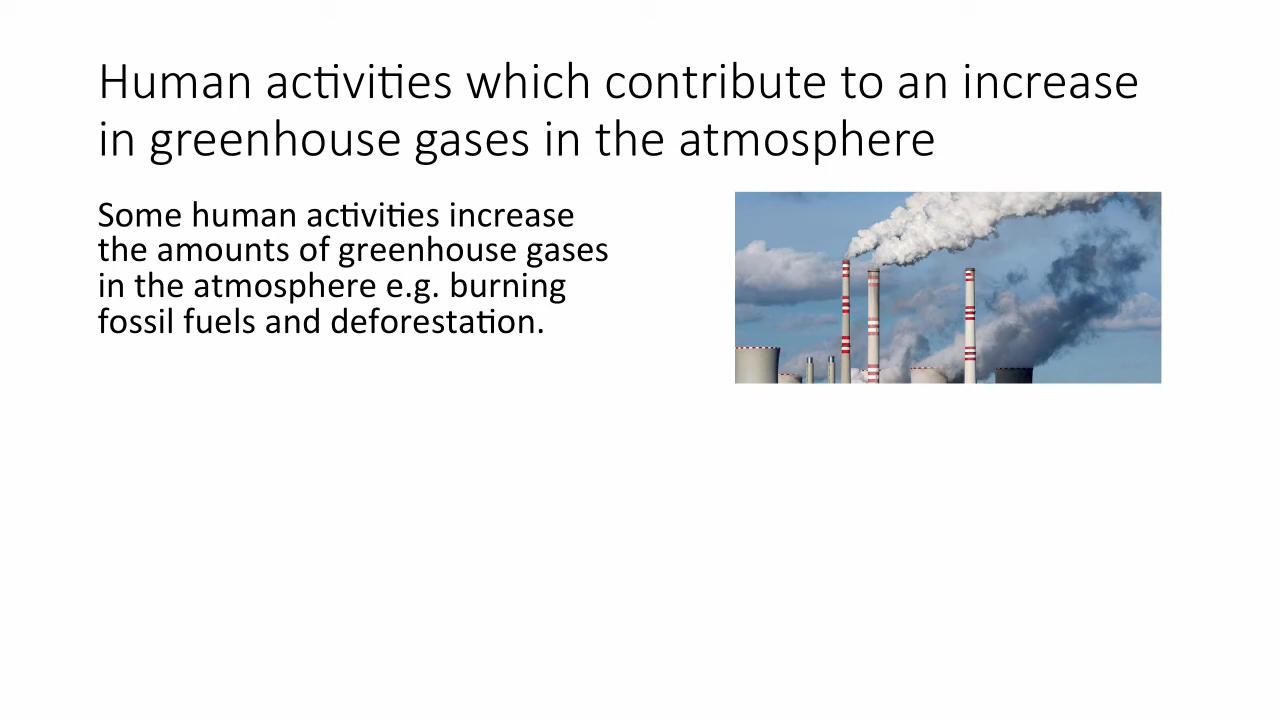 Human activities which contribute to an increase
in greenhouse gases in the atmosphere
Some human activities increase
the amounts of greenhouse gases
in the atmosphere e.g. burning
fossil fuels and deforestation.